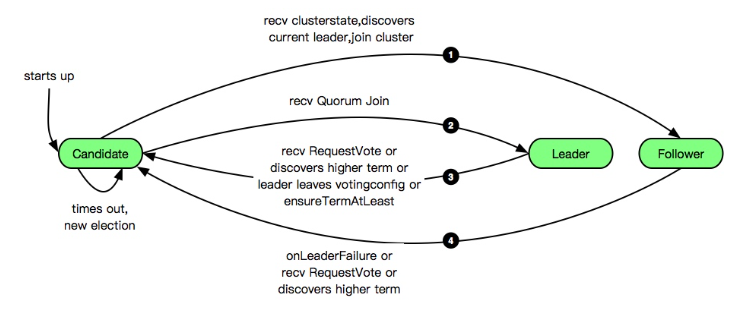 recv clusterstate,discovers
current leader,join cluster
1
starts up
recv Quorum Join
2
Candidate
recv RequestVote or
discovers higher term or
leader leaves votingconfig or
ensureTermAtLeast
3
Leader
Follower
times out,
new election
4
onLeaderFailure or
recv RequestVote or
discovers higher term